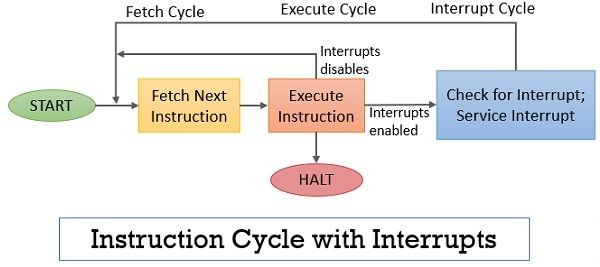 Fetch Cycle
Execute Cycle
Interrupt Cycle
Interrupts
disables
START
Fetch Next
Instruction
Execute
Instruction
Interrupts
enabled
Check for Interrupt;
Service Interrupt
HALT
Instruction Cycle with Interrupts